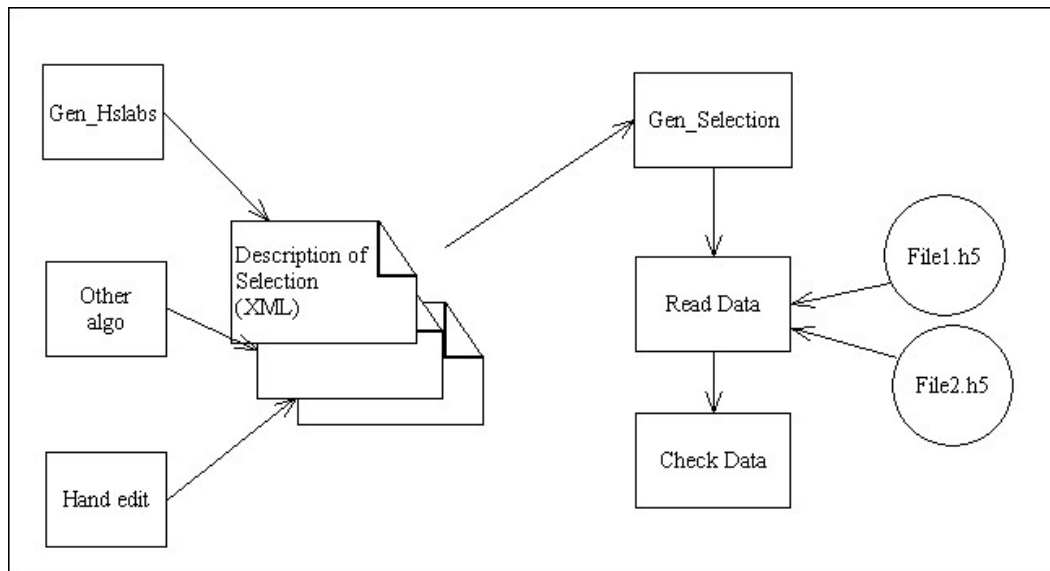 Gen_Hslabs
Gen_Selection
Description of
Selection
(XML)
Other
algo
Hand edit
Read Data
File1.h5
File2.h5
Check Data